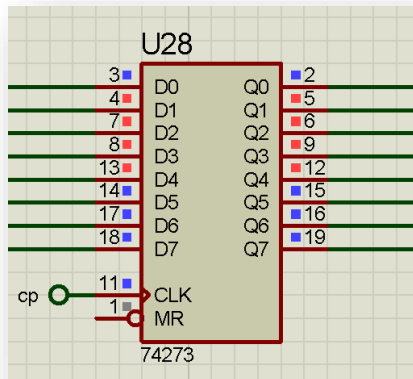 U28
3 D0 Q0 2
4 D1 Q1 5
7 D2 Q2 6
8 D3 Q3 9
13 D4 Q4 12
14 D5 Q5 15
17 D6 Q6 16
18 D7 Q7 19
cp 11 CLK
1 MR
74273